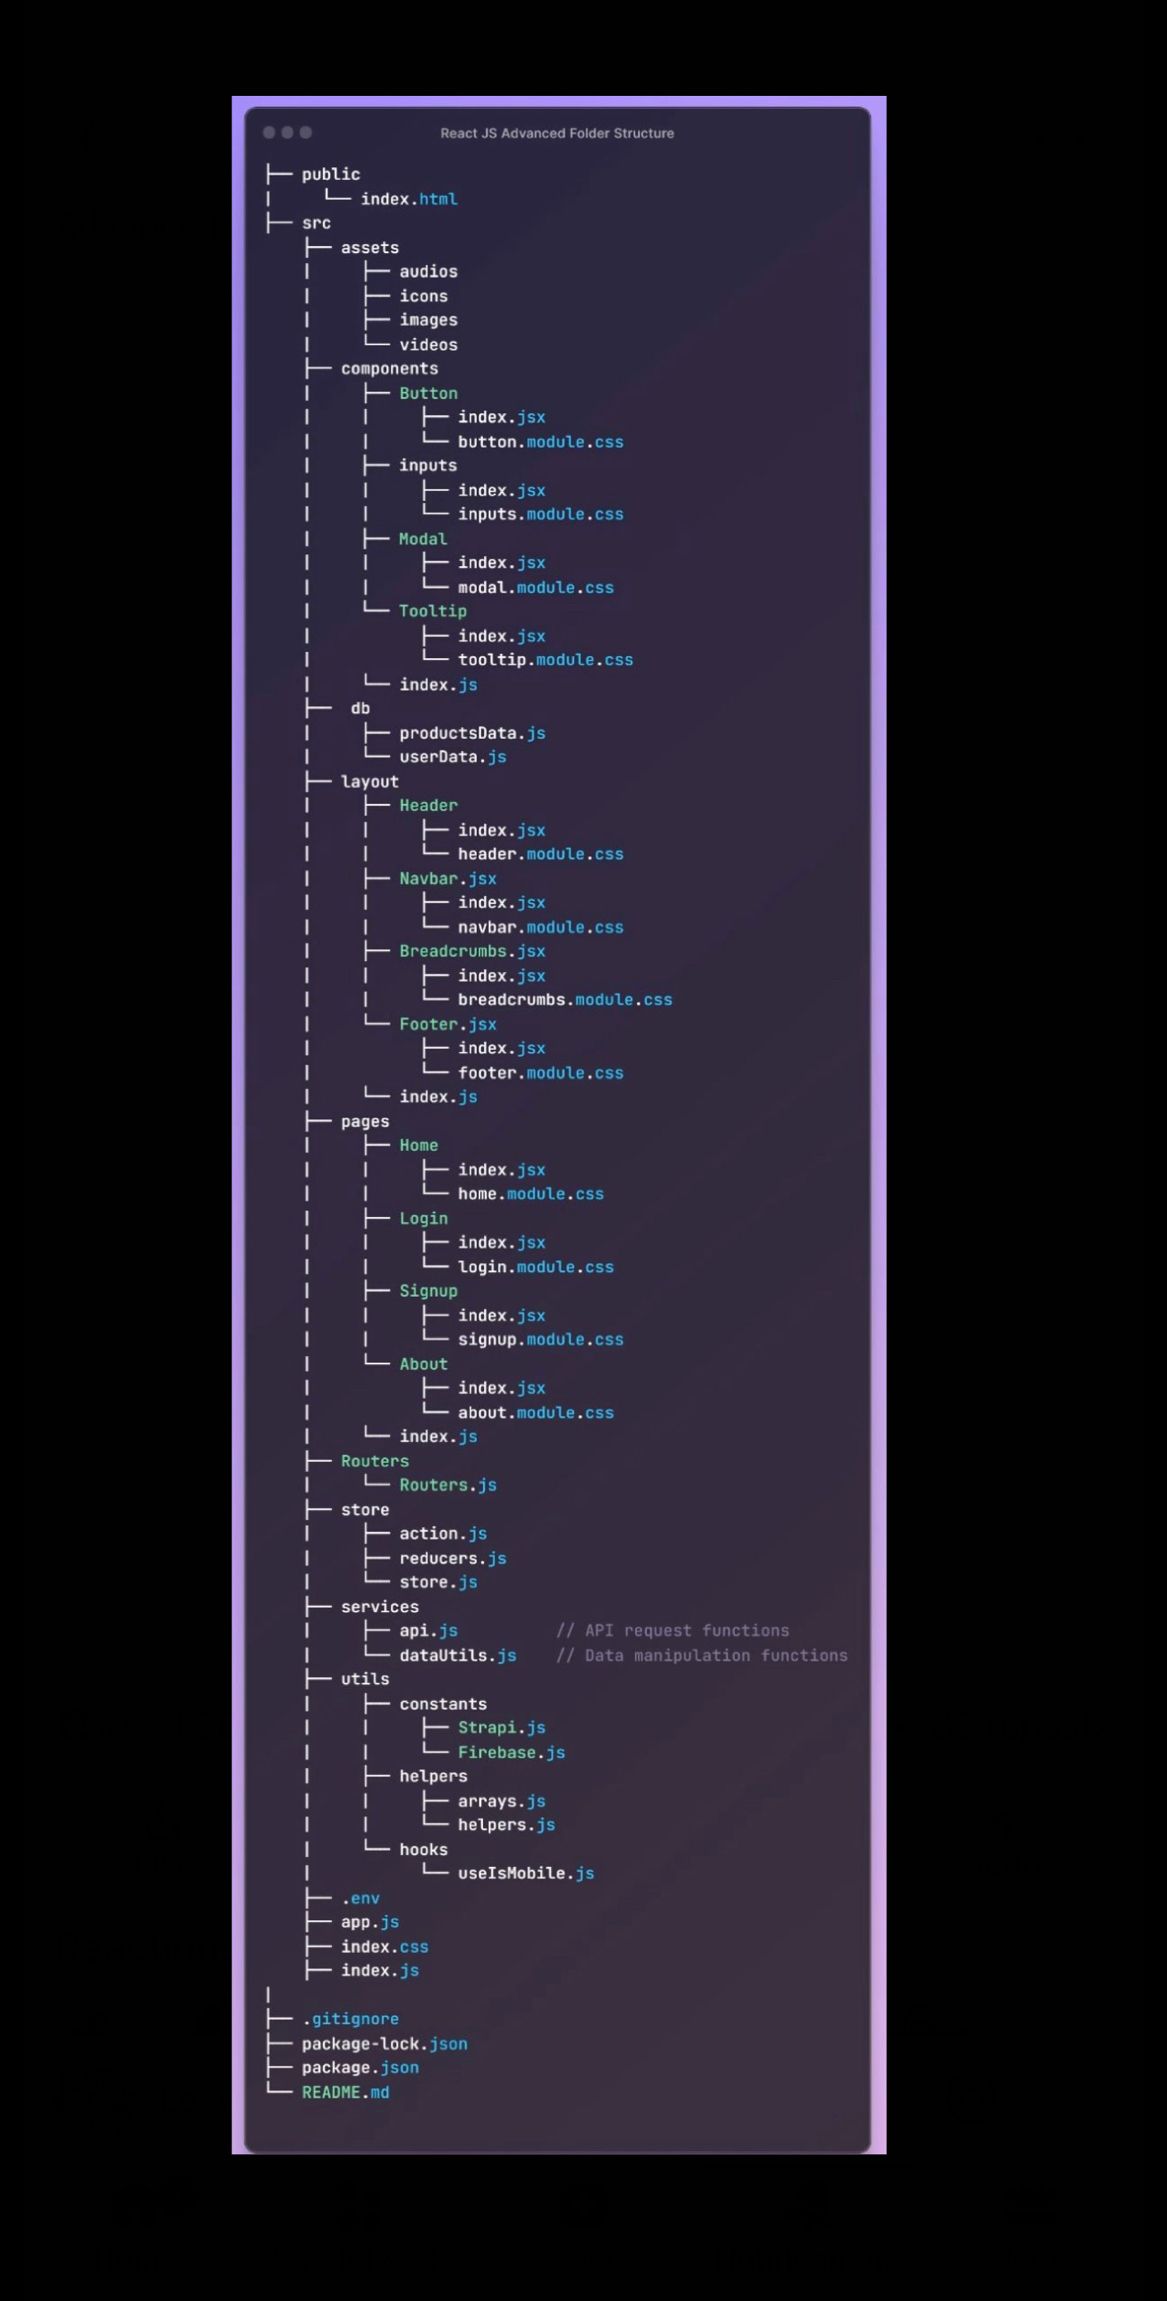 React JS Advanced Folder Structure
├── public
|     └── index.html
├── src
    ├── assets
    |     ├── audios
    |     ├── icons
    |     ├── images
    |     └── videos
    ├── components
    |     ├── Button
    |     |     ├── index.jsx
    |     |     └── button.module.css
    |     ├── inputs
    |     |     ├── index.jsx
    |     |     └── inputs.module.css
    |     ├── Modal
    |     |     ├── index.jsx
    |     |     └── modal.module.css
    |     └── Tooltip
    |           ├── index.jsx
    |           └── tooltip.module.css
    |     └── index.js
    ├──  db
    |     ├── productsData.js
    |     └── userData.js
    ├── layout
    |     ├── Header
    |     |     ├── index.jsx
    |     |     └── header.module.css
    |     ├── Navbar.jsx
    |     |     ├── index.jsx
    |     |     └── navbar.module.css
    |     ├── Breadcrumbs.jsx
    |     |     ├── index.jsx
    |     |     └── breadcrumbs.module.css
    |     └── Footer.jsx
    |           ├── index.jsx
    |           └── footer.module.css
    |     └── index.js
    ├── pages
    |     ├── Home
    |     |     ├── index.jsx
    |     |     └── home.module.css
    |     ├── Login
    |     |     ├── index.jsx
    |     |     └── login.module.css
    |     ├── Signup
    |     |     ├── index.jsx
    |     |     └── signup.module.css
    |     └── About
    |           ├── index.jsx
    |           └── about.module.css
    |     └── index.js
    ├── Routers
    |     └── Routers.js
    ├── store
    |     ├── action.js
    |     ├── reducers.js
    |     └── store.js
    ├── services
    |     ├── api.js          // API request functions
    |     └── dataUtils.js    // Data manipulation functions
    ├── utils
    |     ├── constants
    |     |     ├── Strapi.js
    |     |     └── Firebase.js
    |     ├── helpers
    |     |     ├── arrays.js
    |     |     └── helpers.js
    |     └── hooks
    |           └── useIsMobile.js
    ├── .env
    ├── app.js
    ├── index.css
    ├── index.js
|
├── .gitignore
├── package-lock.json
├── package.json
└── README.md